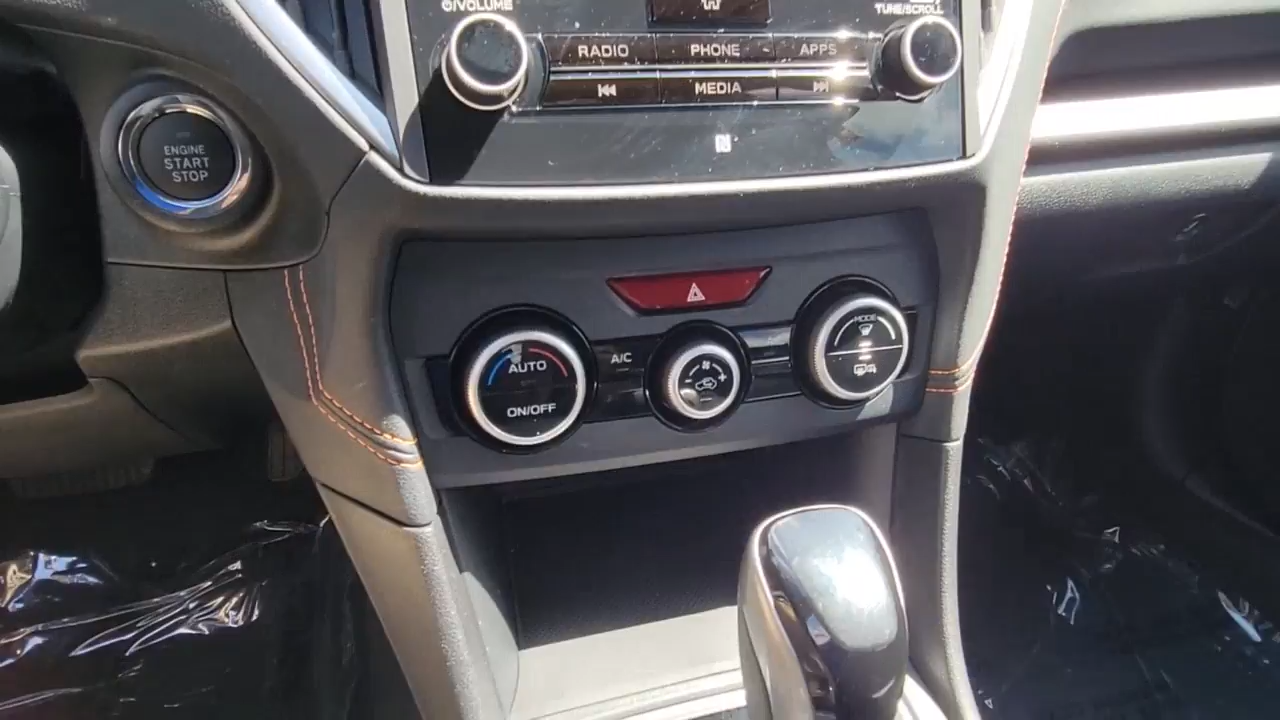 ⏻/VOLUME
TUNE/SCROLL
RADIO PHONE APPS
MEDIA
ENGINE
START
STOP
AUTO
ON/OFF
A/C
MODE